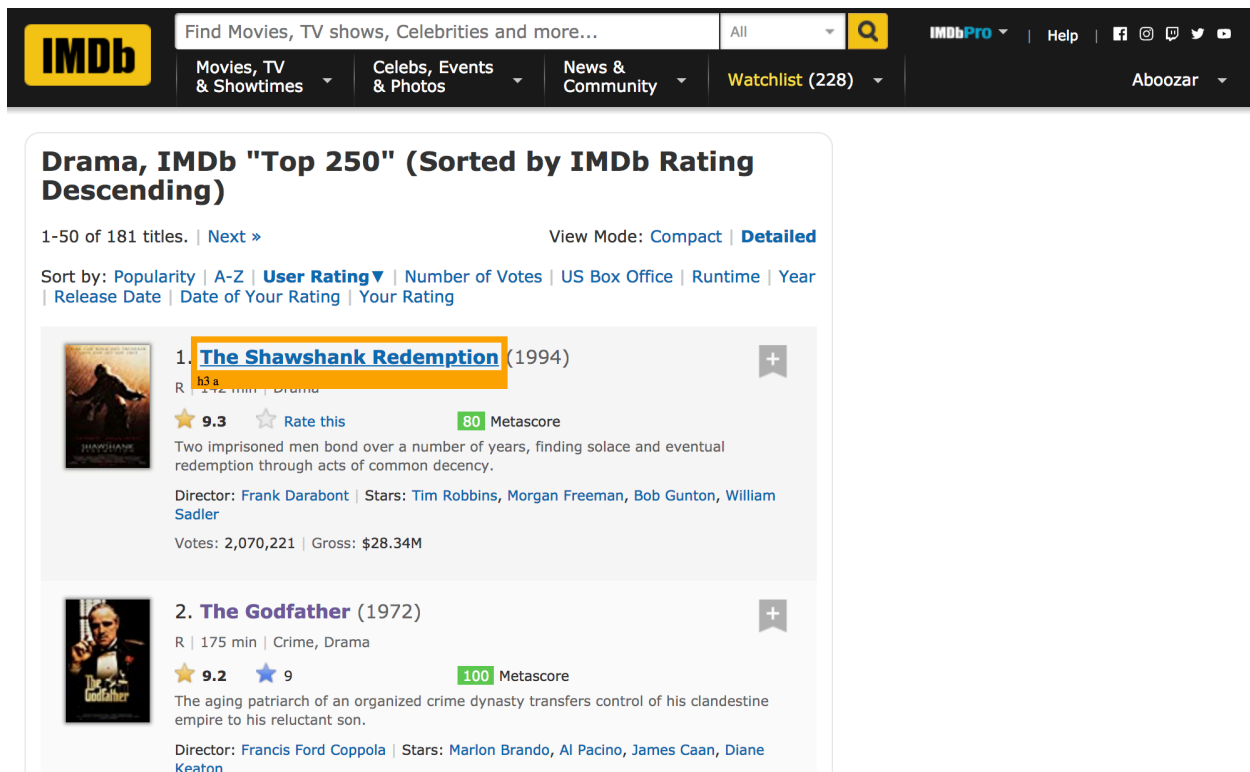 IMDb
Find Movies, TV shows, Celebrities and more...
All
IMDbPro
| Help |
Movies, TV
& Showtimes
Celebs, Events
& Photos
News &
Community
Watchlist (228)
Aboozar
Drama, IMDb "Top 250" (Sorted by IMDb Rating
Descending)
1-50 of 181 titles. | Next »
View Mode: Compact | Detailed
Sort by: Popularity | A-Z | User Rating▼ | Number of Votes | US Box Office | Runtime | Year
| Release Date | Date of Your Rating | Your Rating
1. The Shawshank Redemption (1994)
h3 a
R | 142 min | Drama
9.3 Rate this 80 Metascore
Two imprisoned men bond over a number of years, finding solace and eventual
redemption through acts of common decency.
Director: Frank Darabont | Stars: Tim Robbins, Morgan Freeman, Bob Gunton, William
Sadler
Votes: 2,070,221 | Gross: $28.34M
SHAWSHANK
REDEMPTION
2. The Godfather (1972)
R | 175 min | Crime, Drama
9.2 9 100 Metascore
The aging patriarch of an organized crime dynasty transfers control of his clandestine
empire to his reluctant son.
Director: Francis Ford Coppola | Stars: Marlon Brando, Al Pacino, James Caan, Diane
Keaton
The
Godfather